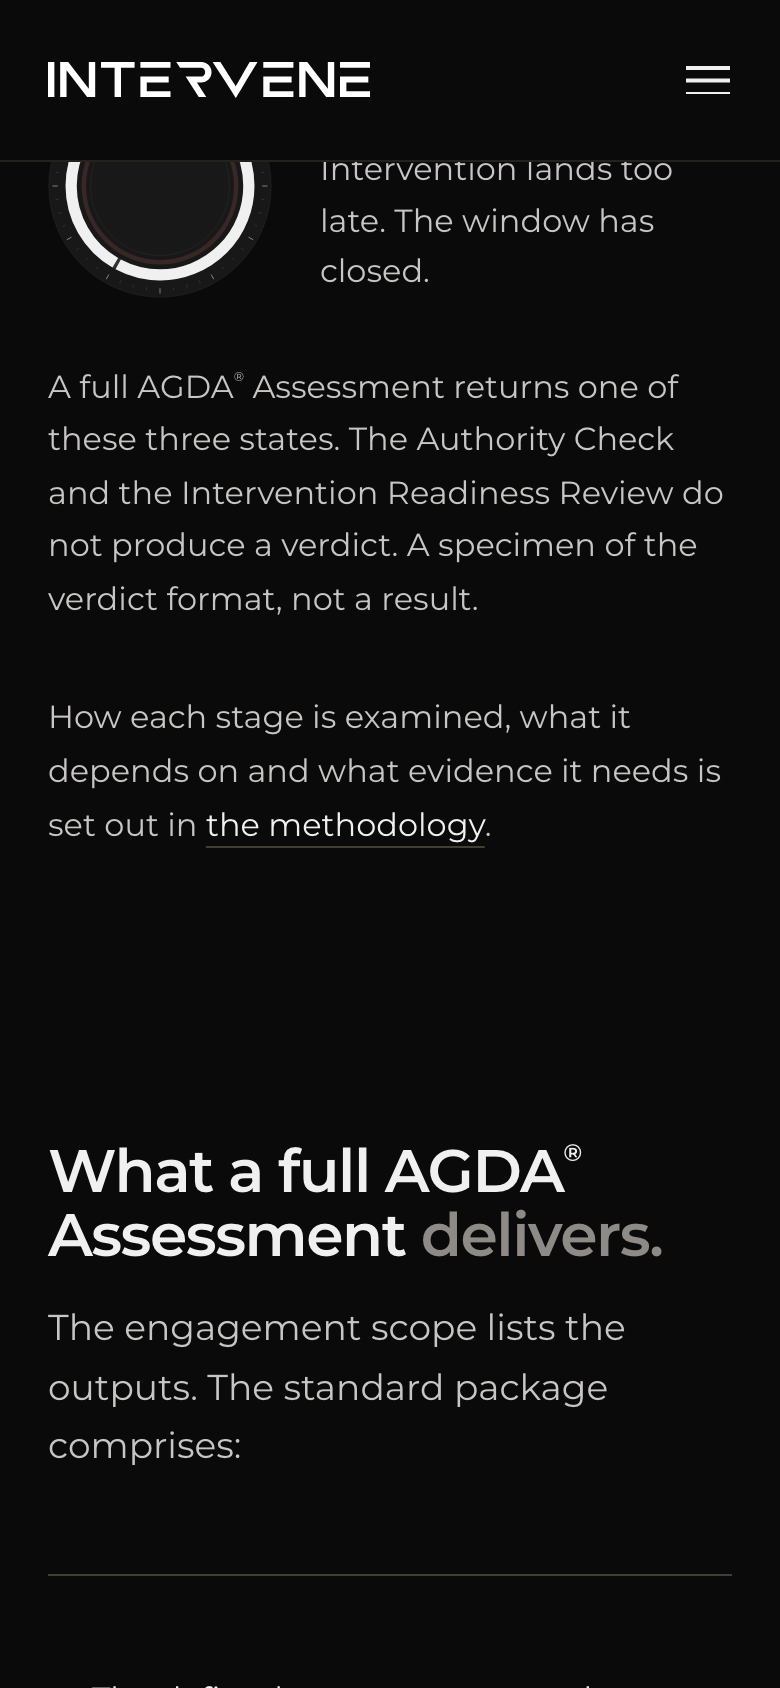 INTERVENE
Intervention lands too
late. The window has
closed.
A full AGDA® Assessment returns one of
these three states. The Authority Check
and the Intervention Readiness Review do
not produce a verdict. A specimen of the
verdict format, not a result.
How each stage is examined, what it
depends on and what evidence it needs is
set out in the methodology.
What a full AGDA®
Assessment delivers.
The engagement scope lists the
outputs. The standard package
comprises: